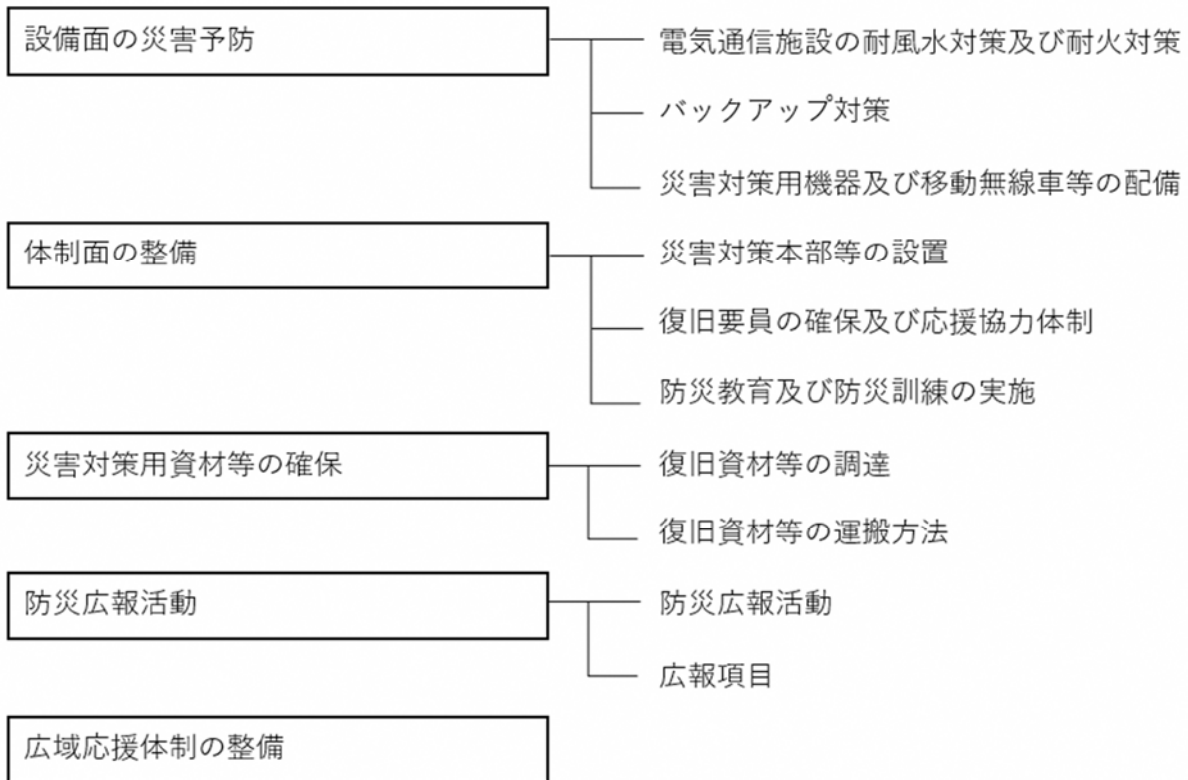 設備面の災害予防
電気通信施設の耐風水対策及び耐火対策
バックアップ対策
災害対策用機器及び移動無線車等の配備
体制面の整備
災害対策本部等の設置
復旧要員の確保及び応援協力体制
防災教育及び防災訓練の実施
災害対策用資材等の確保
復旧資材等の調達
復旧資材等の運搬方法
防災広報活動
防災広報活動
広報項目
広域応援体制の整備